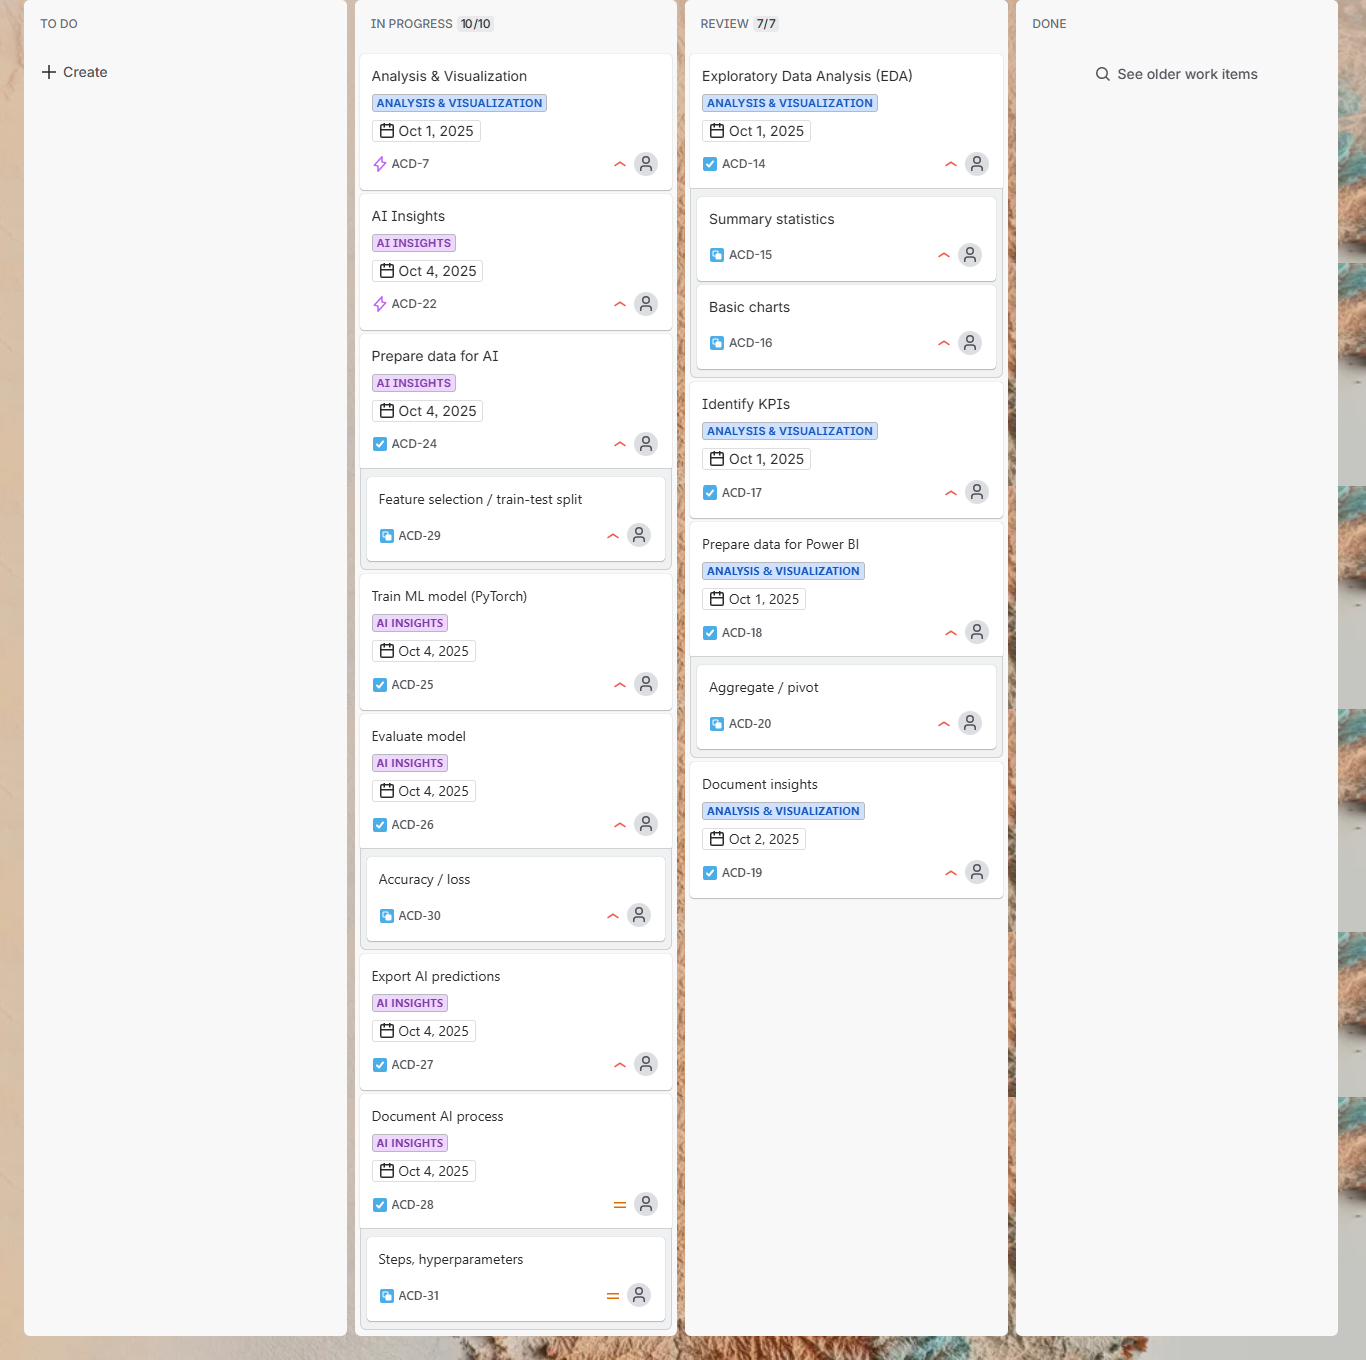 TO DO
Create
IN PROGRESS 10/10
Analysis & Visualization
ANALYSIS & VISUALIZATION
Oct 1, 2025
ACD-7
AI Insights
AI INSIGHTS
Oct 4, 2025
ACD-22
Prepare data for AI
AI INSIGHTS
Oct 4, 2025
ACD-24
Feature selection / train-test split
ACD-29
Train ML model (PyTorch)
AI INSIGHTS
Oct 4, 2025
ACD-25
Evaluate model
AI INSIGHTS
Oct 4, 2025
ACD-26
Accuracy / loss
ACD-30
Export AI predictions
AI INSIGHTS
Oct 4, 2025
ACD-27
Document AI process
AI INSIGHTS
Oct 4, 2025
ACD-28
Steps, hyperparameters
ACD-31
REVIEW 7/7
Exploratory Data Analysis (EDA)
ANALYSIS & VISUALIZATION
Oct 1, 2025
ACD-14
Summary statistics
ACD-15
Basic charts
ACD-16
Identify KPIs
ANALYSIS & VISUALIZATION
Oct 1, 2025
ACD-17
Prepare data for Power BI
ANALYSIS & VISUALIZATION
Oct 1, 2025
ACD-18
Aggregate / pivot
ACD-20
Document insights
ANALYSIS & VISUALIZATION
Oct 2, 2025
ACD-19
DONE
See older work items